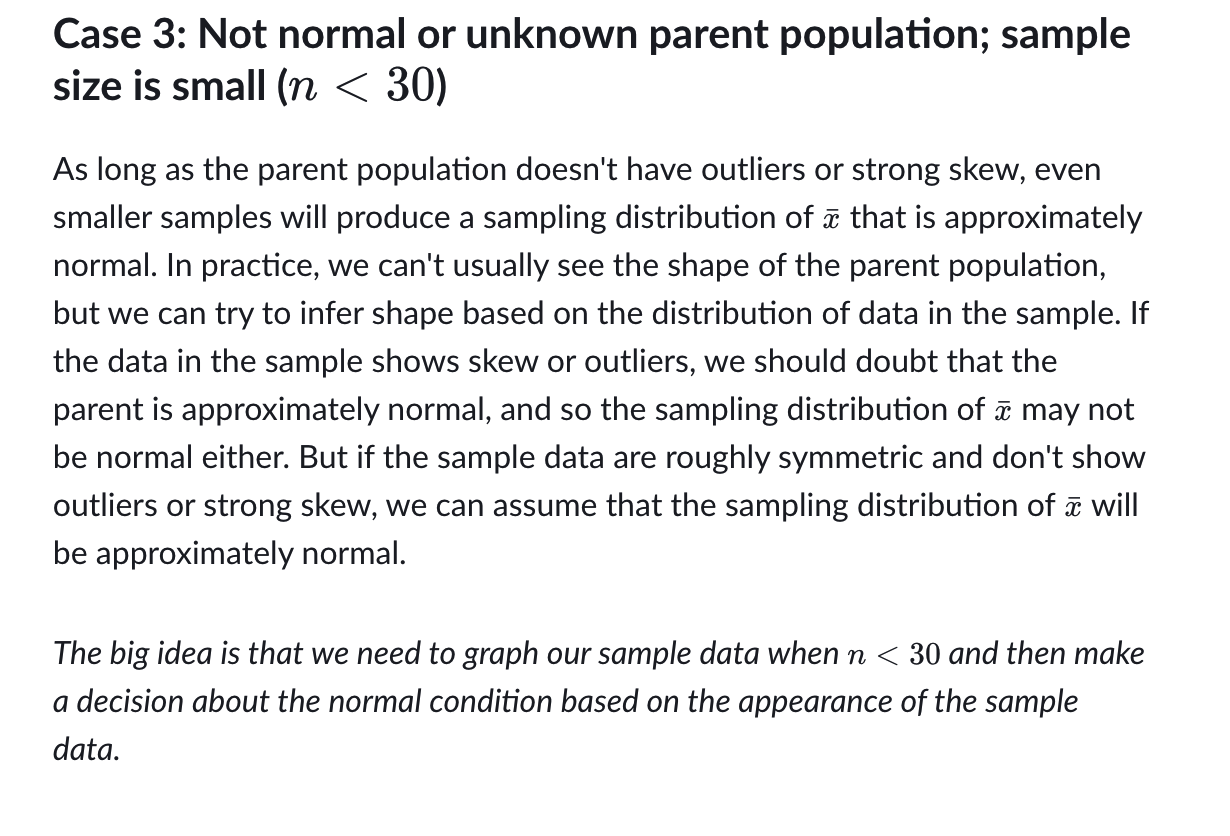 Case 3: Not normal or unknown parent population; sample
size is small (n < 30)
As long as the parent population doesn't have outliers or strong skew, even
smaller samples will produce a sampling distribution of x̄ that is approximately
normal. In practice, we can't usually see the shape of the parent population,
but we can try to infer shape based on the distribution of data in the sample. If
the data in the sample shows skew or outliers, we should doubt that the
parent is approximately normal, and so the sampling distribution of x̄ may not
be normal either. But if the sample data are roughly symmetric and don't show
outliers or strong skew, we can assume that the sampling distribution of x̄ will
be approximately normal.
The big idea is that we need to graph our sample data when n < 30 and then make
a decision about the normal condition based on the appearance of the sample
data.